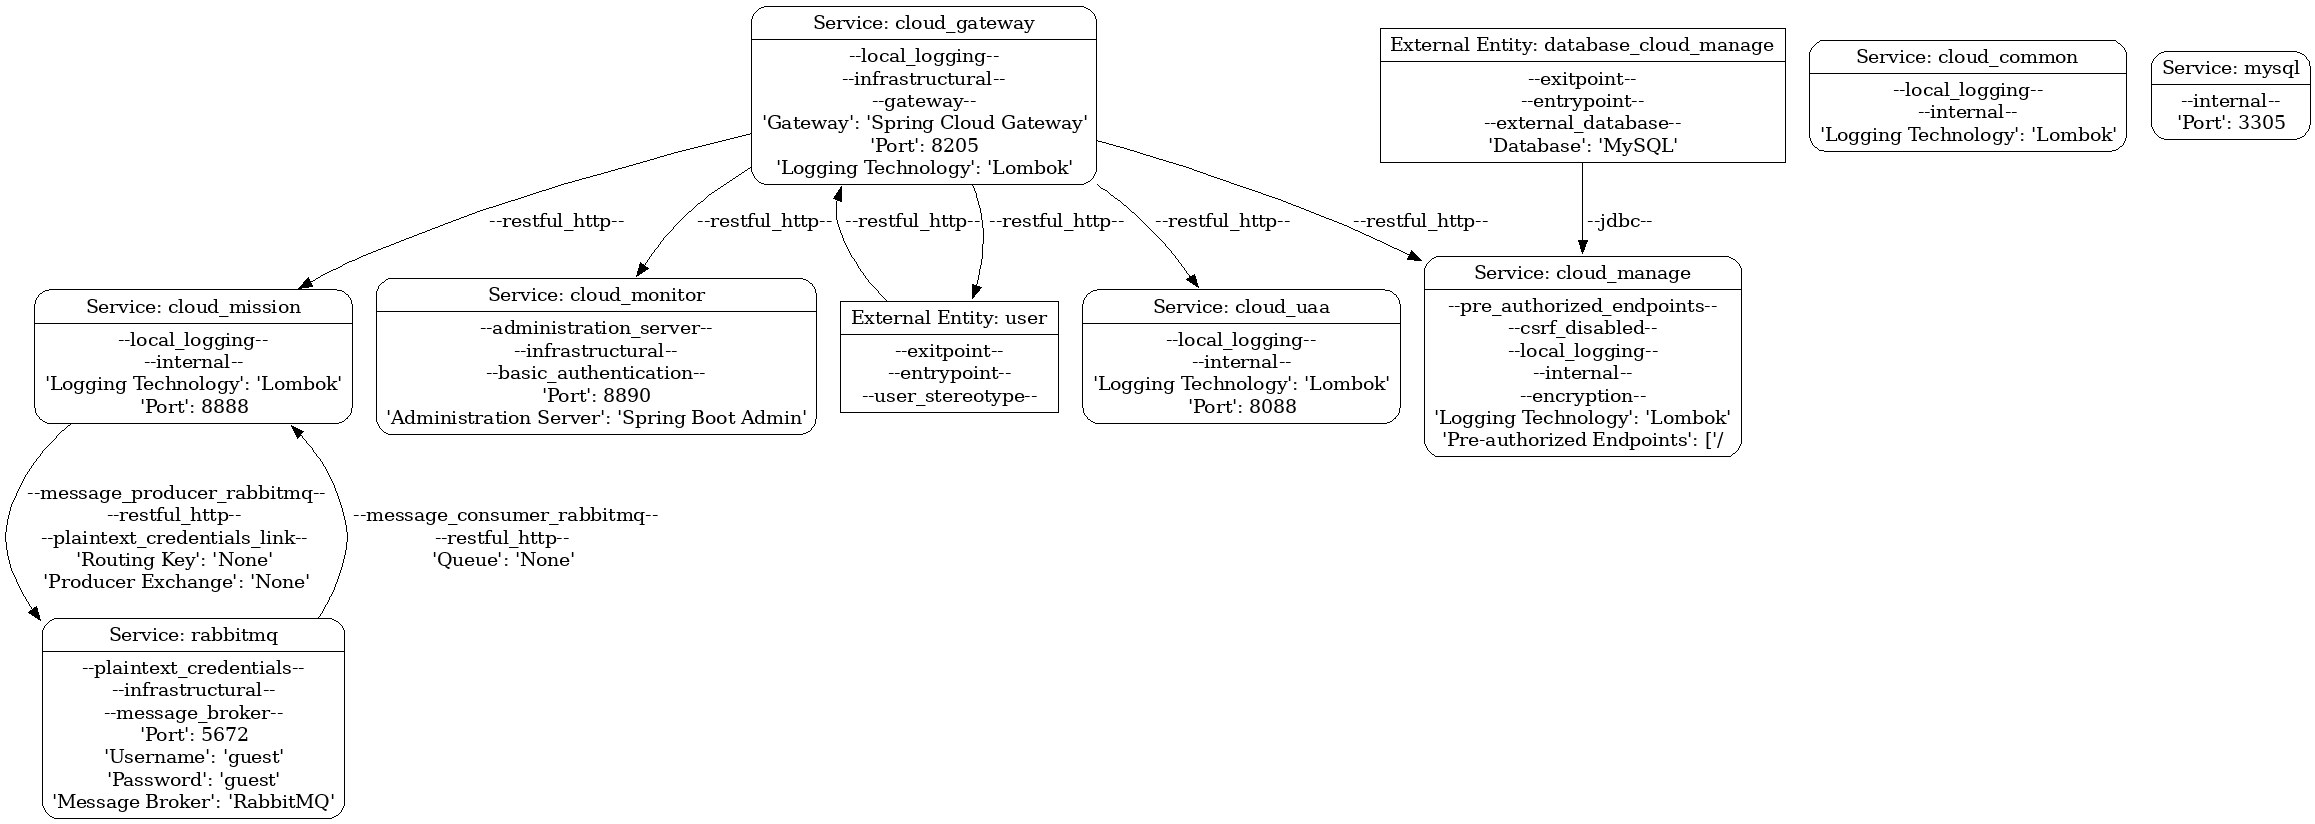 Service: cloud_gateway
--local_logging--
--infrastructural--
--gateway--
'Gateway': 'Spring Cloud Gateway'
'Port': 8205
'Logging Technology': 'Lombok'
External Entity: database_cloud_manage
--exitpoint--
--entrypoint--
--external_database--
'Database': 'MySQL'
Service: cloud_common
--local_logging--
--internal--
'Logging Technology': 'Lombok'
Service: mysql
--internal--
'Port': 3305
--restful_http--
--restful_http--
--restful_http--
--restful_http--
--restful_http--
--restful_http--
--jdbc--
Service: cloud_mission
--local_logging--
--internal--
'Logging Technology': 'Lombok'
'Port': 8888
Service: cloud_monitor
--administration_server--
--infrastructural--
--basic_authentication--
'Port': 8890
'Administration Server': 'Spring Boot Admin'
External Entity: user
--exitpoint--
--entrypoint--
--user_stereotype--
Service: cloud_uaa
--local_logging--
--internal--
'Logging Technology': 'Lombok'
'Port': 8088
Service: cloud_manage
--pre_authorized_endpoints--
--csrf_disabled--
--local_logging--
--internal--
--encryption--
'Logging Technology': 'Lombok'
'Pre-authorized Endpoints': ['/
--message_producer_rabbitmq--
--restful_http--
--plaintext_credentials_link--
'Routing Key': 'None'
'Producer Exchange': 'None'
--message_consumer_rabbitmq--
--restful_http--
'Queue': 'None'
Service: rabbitmq
--plaintext_credentials--
--infrastructural--
--message_broker--
'Port': 5672
'Username': 'guest'
'Password': 'guest'
'Message Broker': 'RabbitMQ'